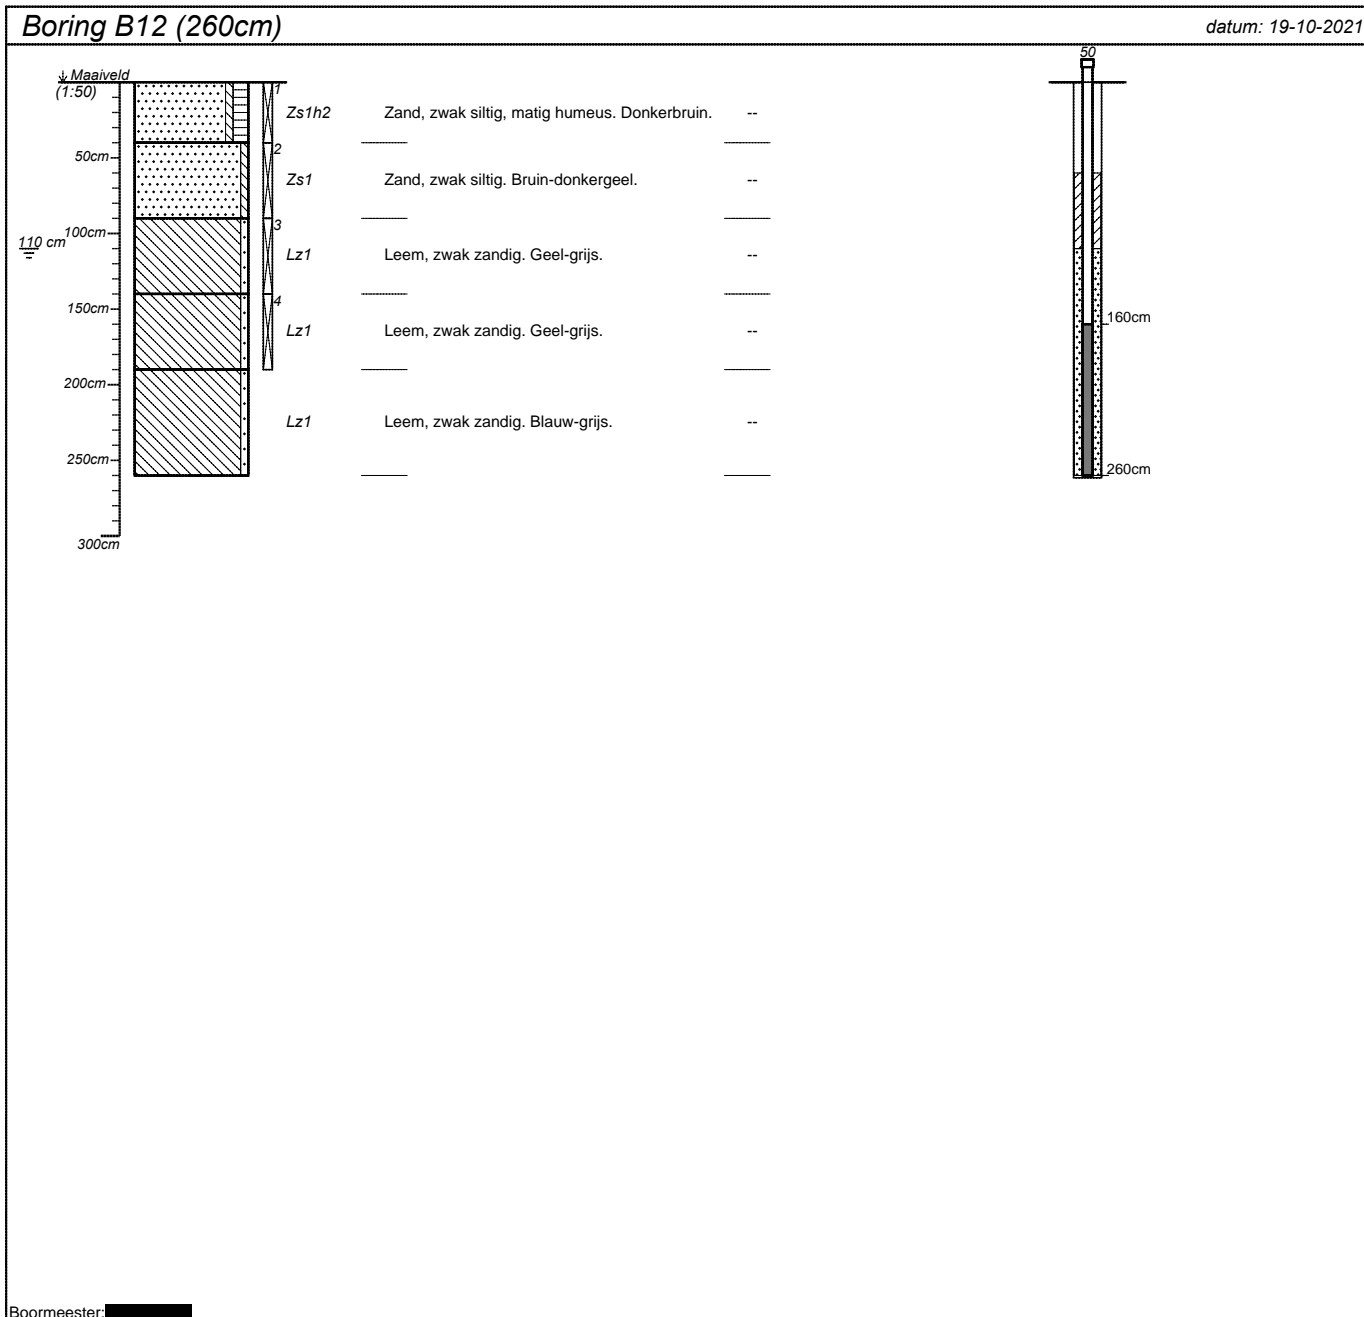 Boring B12 (260cm)
datum: 19-10-2021
Maaiveld
(1:50)
50
1
Zs1h2 Zand, zwak siltig, matig humeus. Donkerbruin. --
2
50cm
Zs1 Zand, zwak siltig. Bruin-donkergeel. --
3
100cm
110 cm
Lz1 Leem, zwak zandig. Geel-grijs. --
4
150cm
160cm
Lz1 Leem, zwak zandig. Geel-grijs. --
200cm
Lz1 Leem, zwak zandig. Blauw-grijs. --
250cm
260cm
300cm
Boormeester: